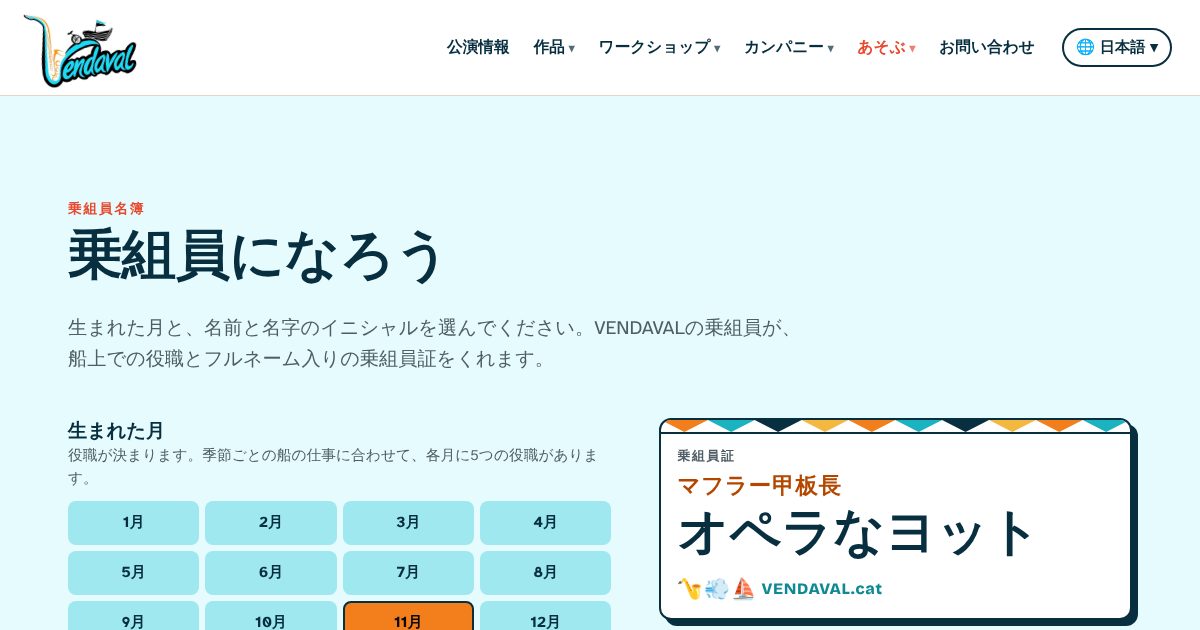 Vendaval
公演情報 作品 ▾ ワークショップ ▾ カンパニー ▾ あそぶ ▾ お問い合わせ 🌐 日本語 ▾
乗組員名簿
乗組員になろう
生まれた月と、名前と名字のイニシャルを選んでください。VENDAVALの乗組員が、
船上での役職とフルネーム入りの乗組員証をくれます。
生まれた月
役職が決まります。季節ごとの船の仕事に合わせて、各月に5つの役職がありま
す。
1月 2月 3月 4月
5月 6月 7月 8月
9月 10月 11月 12月
乗組員証
マフラー甲板長
オペラなヨット
🎷💨⛵ VENDAVAL.cat